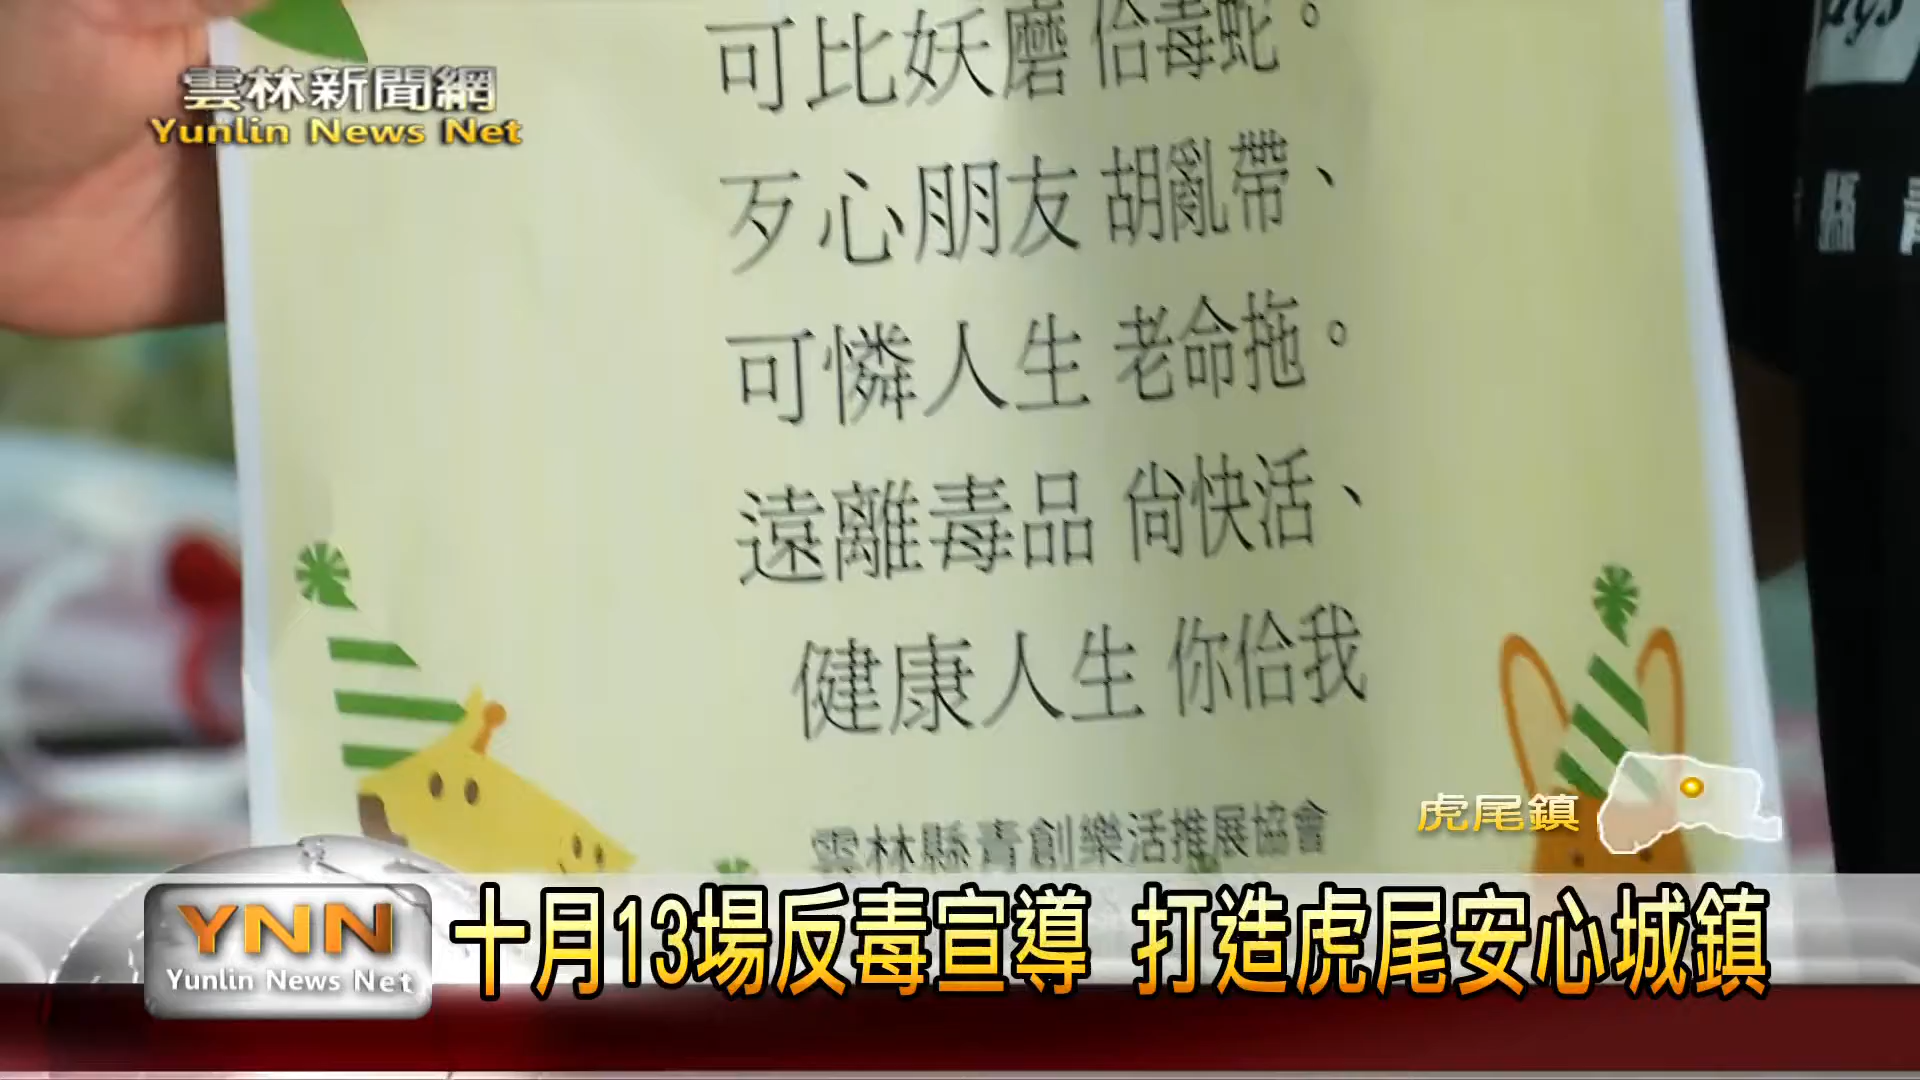 可比妖磨 佮毒蛇。
雲林新聞網
Yunlin News Net
歹心朋友 胡亂帶、
可憐人生 老命拖。
遠離毒品 尙快活、
健康人生 你佮我
虎尾鎮
雲林縣青創樂活推展協會
YNN
Yunlin News Net
十月13場反毒宣導 打造虎尾安心城鎮